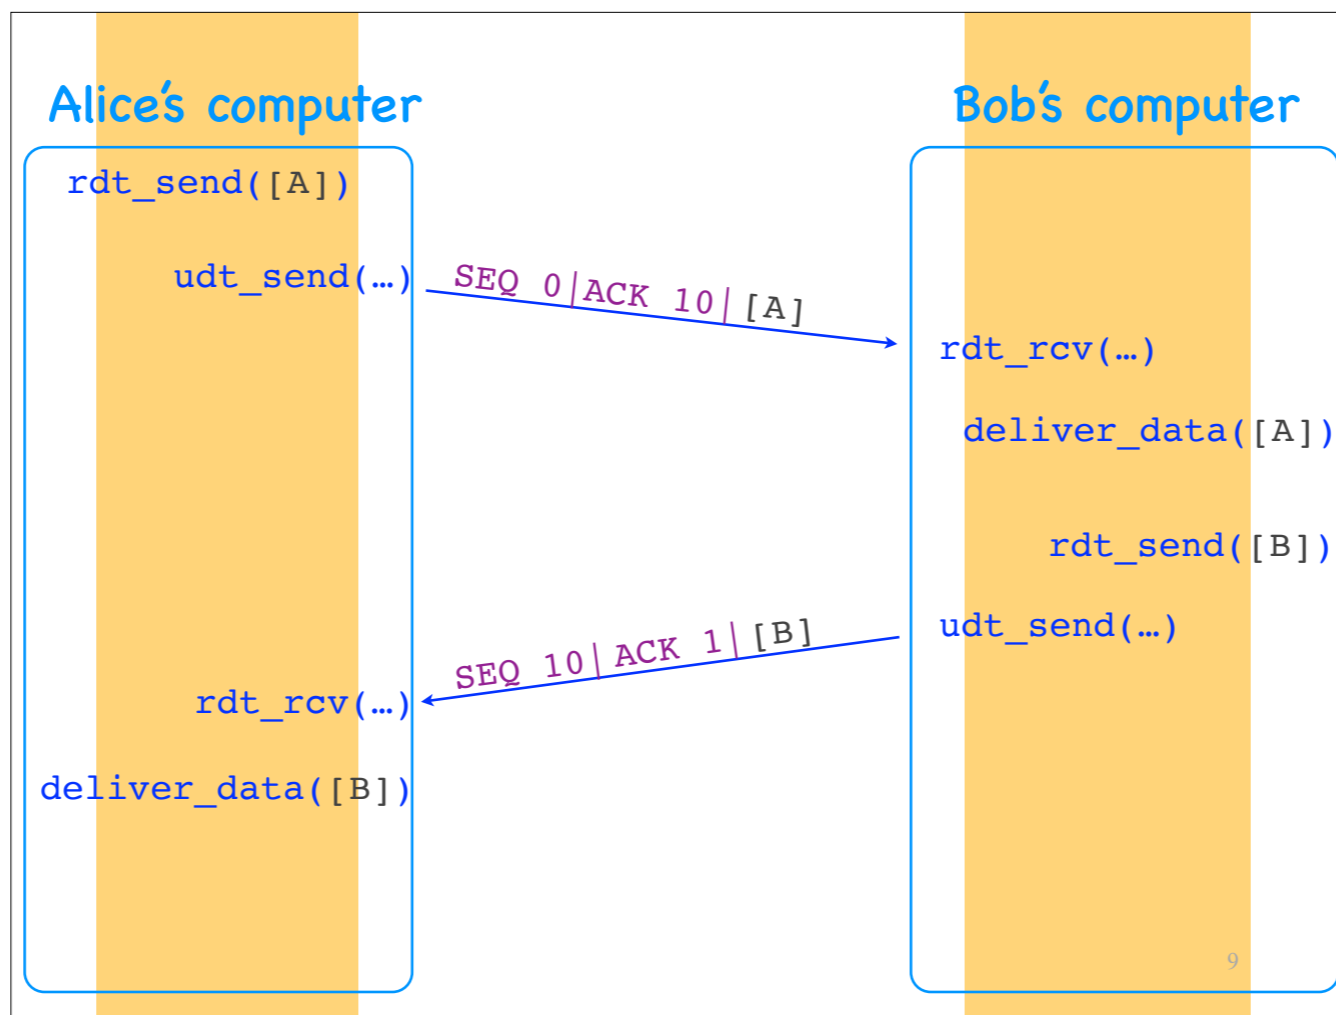 Alice's computer
Bob's computer
rdt_send([A])
udt_send(…)
SEQ 0|ACK 10| [A]
rdt_rcv(…)
deliver_data([A])
rdt_send([B])
udt_send(…)
SEQ 10| ACK 1| [B]
rdt_rcv(…)
deliver_data([B])
9